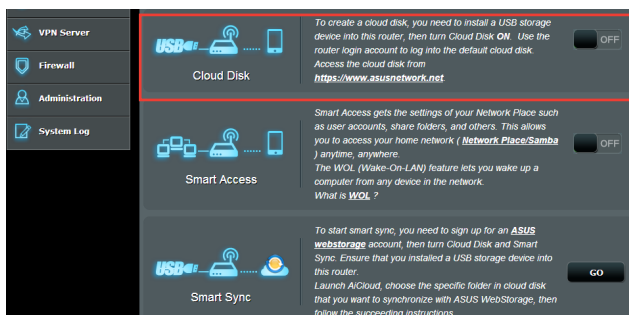 VPN Server
Firewall
Administration
System Log
USB
Cloud Disk
To create a cloud disk, you need to install a USB storage
device into this router, then turn Cloud Disk ON. Use the
router login account to log into the default cloud disk.
Access the cloud disk from
https://www.asusnetwork.net.
OFF
Smart Access
Smart Access gets the settings of your Network Place such
as user accounts, share folders, and others. This allows
you to access your home network ( Network Place/Samba
) anytime, anywhere.
The WOL (Wake-On-LAN) feature lets you wake up a
computer from any device in the network.
What is WOL ?
OFF
USB
Smart Sync
To start smart sync, you need to sign up for an ASUS
webstorage account, then turn Cloud Disk and Smart
Sync. Ensure that you installed a USB storage device into
this router.
Launch AiCloud, choose the specific folder in cloud disk
that you want to synchronize with ASUS WebStorage, then
follow the succeeding instructions.
GO